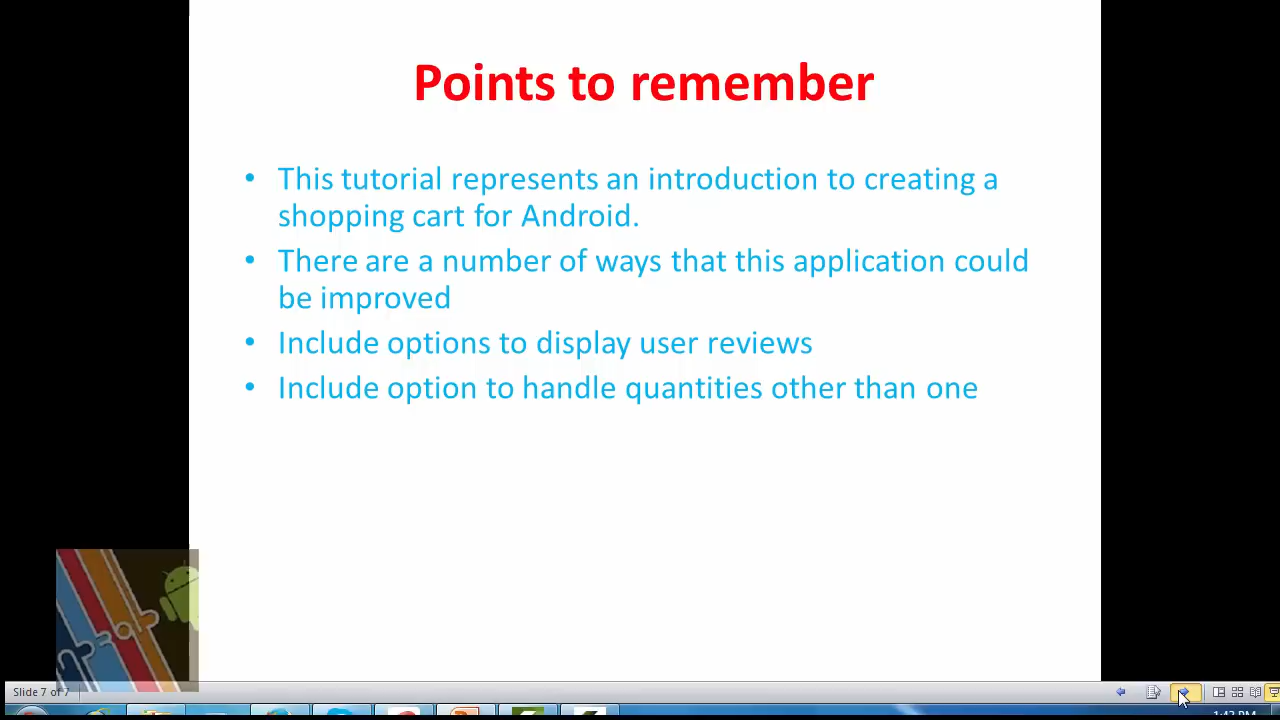 Points to remember
• This tutorial represents an introduction to creating a
shopping cart for Android.
• There are a number of ways that this application could
be improved
• Include options to display user reviews
• Include option to handle quantities other than one
Slide 7 of 7